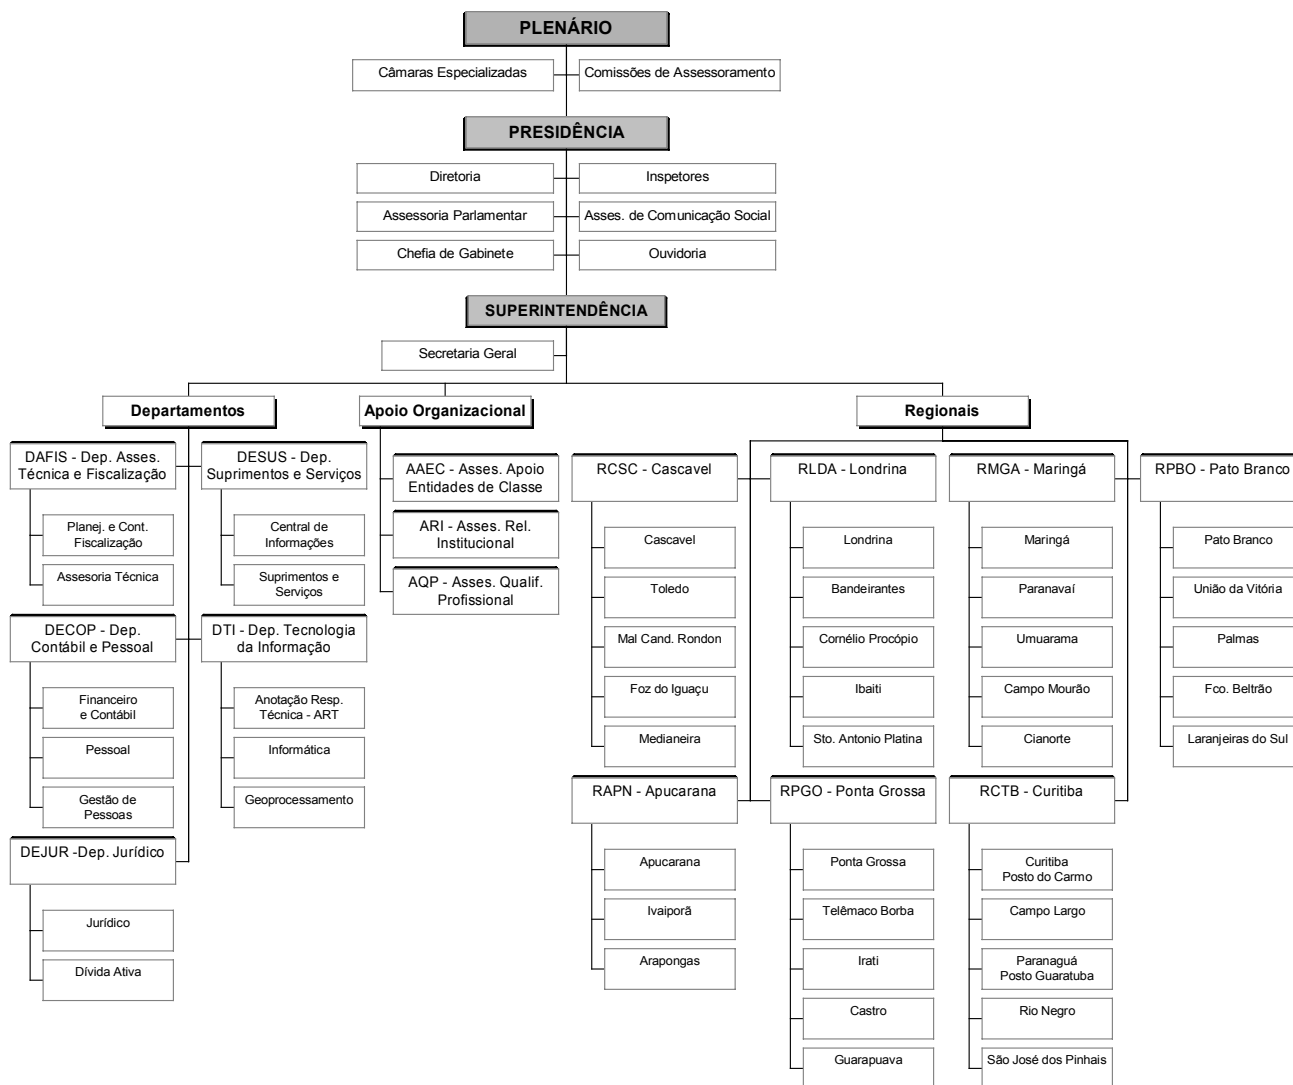 PLENÁRIO
Câmaras Especializadas
Comissões de Assessoramento
PRESIDÊNCIA
Diretoria
Inspetores
Assessoria Parlamentar
Asses. de Comunicação Social
Chefia de Gabinete
Ouvidoria
SUPERINTENDÊNCIA
Secretaria Geral
Departamentos
Apoio Organizacional
Regionais
DAFIS - Dep. Asses.
Técnica e Fiscalização
Planej. e Cont.
Fiscalização
Assesoria Técnica
DESUS - Dep.
Suprimentos e Serviços
Central de
Informações
Suprimentos e
Serviços
DECOP - Dep.
Contábil e Pessoal
Financeiro
e Contábil
Pessoal
Gestão de
Pessoas
DTI - Dep. Tecnologia
da Informação
Anotação Resp.
Técnica - ART
Informática
Geoprocessamento
DEJUR -Dep. Jurídico
Jurídico
Dívida Ativa
AAEC - Asses. Apoio
Entidades de Classe
ARI - Asses. Rel.
Institucional
AQP - Asses. Qualif.
Profissional
RCSC - Cascavel
Cascavel
Toledo
Mal Cand. Rondon
Foz do Iguaçu
Medianeira
RLDA - Londrina
Londrina
Bandeirantes
Cornélio Procópio
Ibaiti
Sto. Antonio Platina
RMGA - Maringá
Maringá
Paranavaí
Umuarama
Campo Mourão
Cianorte
RPBO - Pato Branco
Pato Branco
União da Vitória
Palmas
Fco. Beltrão
Laranjeiras do Sul
RAPN - Apucarana
Apucarana
Ivaiporã
Arapongas
RPGO - Ponta Grossa
Ponta Grossa
Telêmaco Borba
Irati
Castro
Guarapuava
RCTB - Curitiba
Curitiba
Posto do Carmo
Campo Largo
Paranaguá
Posto Guaratuba
Rio Negro
São José dos Pinhais